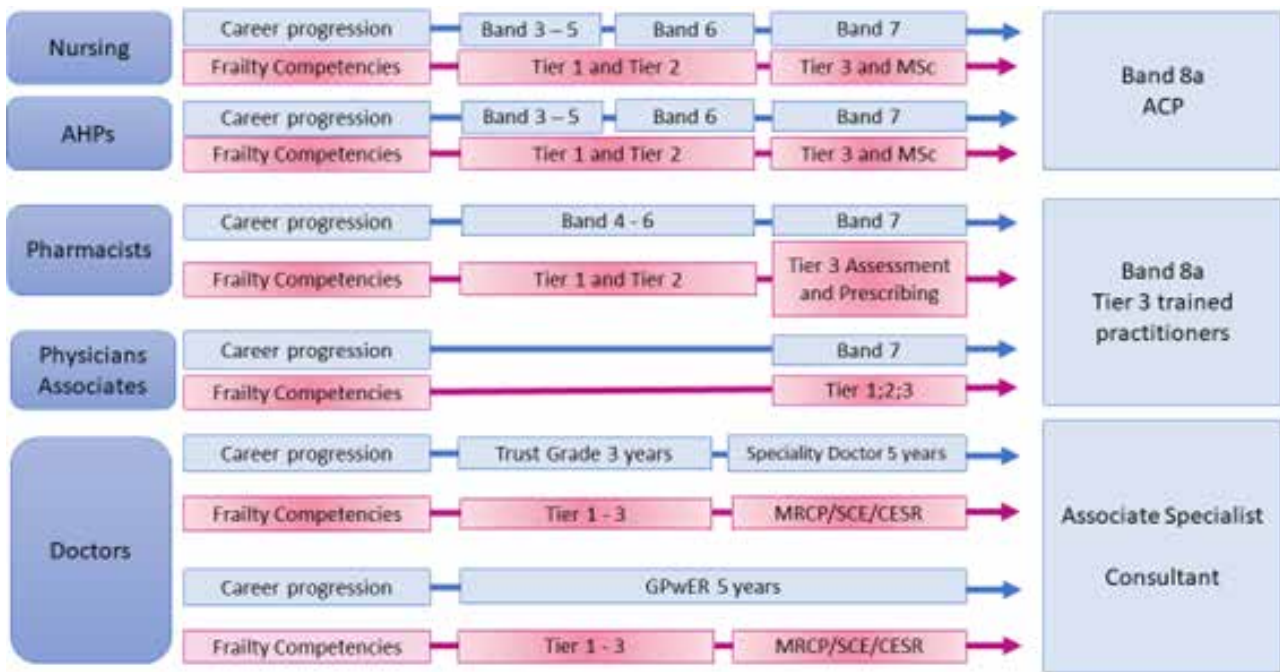 Nursing
Career progression
Band 3 – 5
Band 6
Band 7
Frailty Competencies
Tier 1 and Tier 2
Tier 3 and MSc
Band 8a
ACP
AHPs
Career progression
Band 3 – 5
Band 6
Band 7
Frailty Competencies
Tier 1 and Tier 2
Tier 3 and MSc
Pharmacists
Career progression
Band 4 - 6
Band 7
Frailty Competencies
Tier 1 and Tier 2
Tier 3 Assessment
and Prescribing
Band 8a
Tier 3 trained
practitioners
Physicians
Associates
Career progression
Band 7
Frailty Competencies
Tier 1;2;3
Doctors
Career progression
Trust Grade 3 years
Speciality Doctor 5 years
Frailty Competencies
Tier 1 - 3
MRCP/SCE/CESR
Associate Specialist
Consultant
Career progression
GPwER 5 years
Frailty Competencies
Tier 1 - 3
MRCP/SCE/CESR